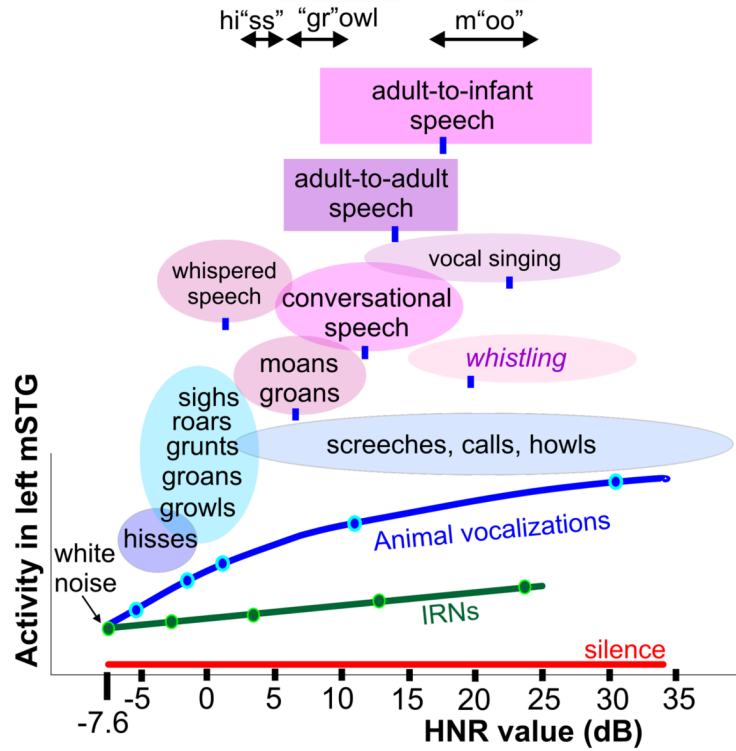 hi“ss” “gr”owl m“oo”
adult-to-infant
speech
adult-to-adult
speech
vocal singing
whispered
speech
conversational
speech
whistling
moans
groans
sighs
roars
grunts
groans
growls
screeches, calls, howls
hisses
Animal vocalizations
white
noise
IRNs
silence
Activity in left mSTG
-7.6 -5 0 5 10 15 20 25 30 35
HNR value (dB)